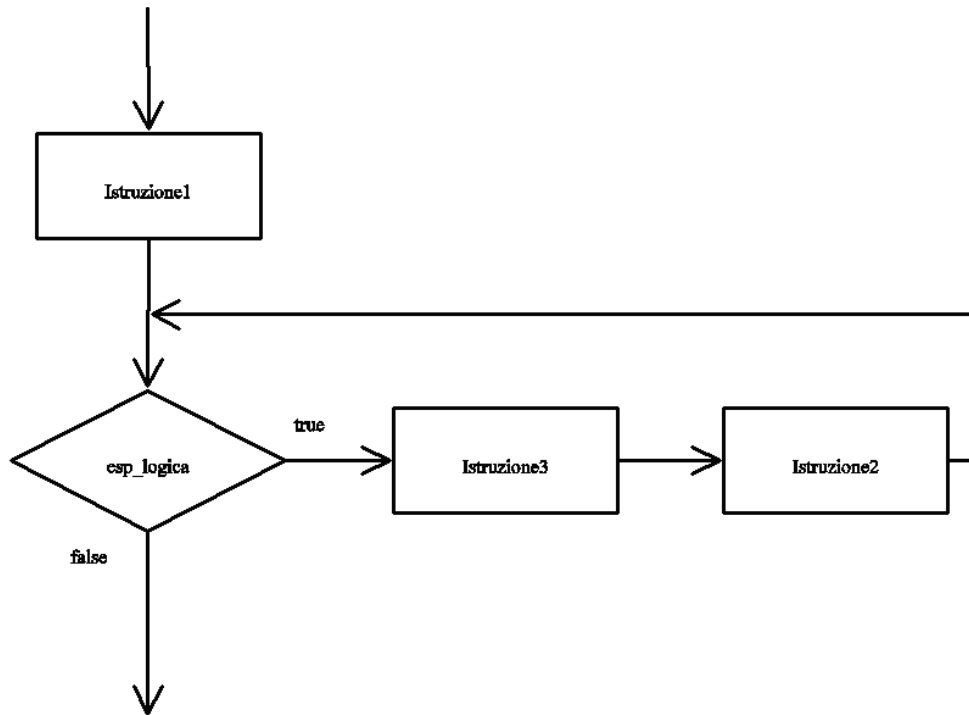 Istruzione1
true
esp_logica
Istruzione3
Istruzione2
false